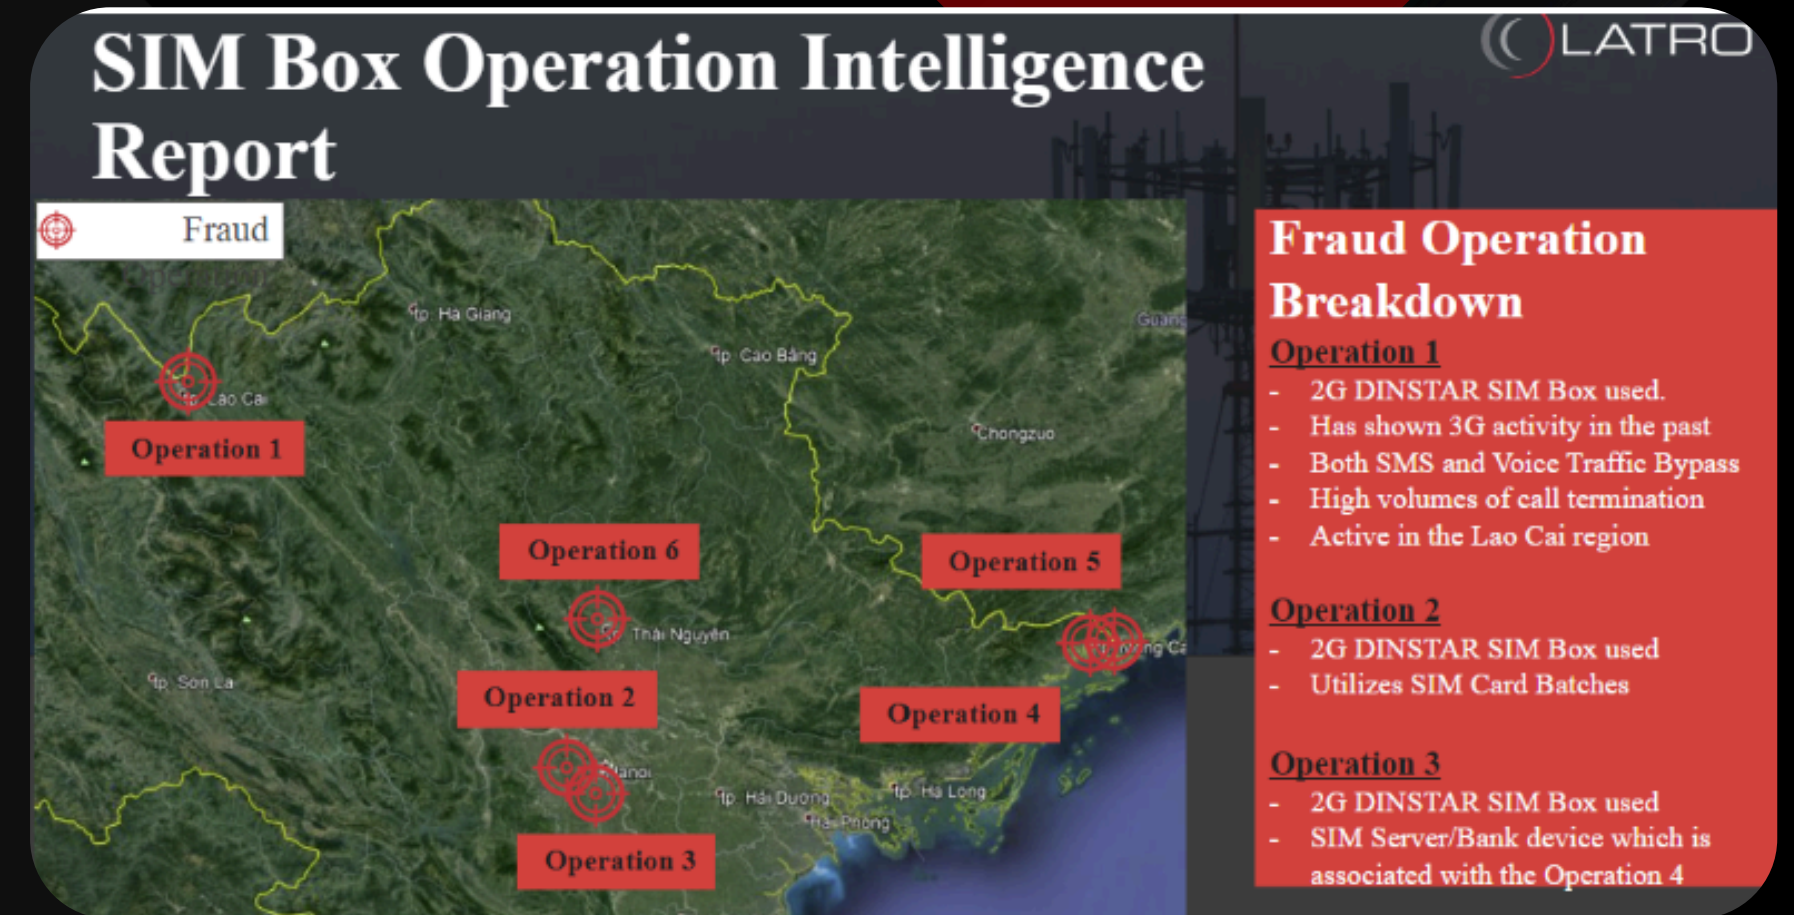 SIM Box Operation Intelligence
Report
LATRO
Fraud
tp. Hà Giang
tp. Cao Bằng
tp. Lao Cai
Chongzuo
Operation 1
Operation 6
Operation 5
tp. Thái Nguyên
tp. Sơn La
Operation 2
Operation 4
Hanoi
tp. Hải Dương
tp. Hạ Long
Hải Phòng
Operation 3
Fraud Operation
Breakdown
Operation 1
- 2G DINSTAR SIM Box used.
- Has shown 3G activity in the past
- Both SMS and Voice Traffic Bypass
- High volumes of call termination
- Active in the Lao Cai region
Operation 2
- 2G DINSTAR SIM Box used
- Utilizes SIM Card Batches
Operation 3
- 2G DINSTAR SIM Box used
- SIM Server/Bank device which is
associated with the Operation 4